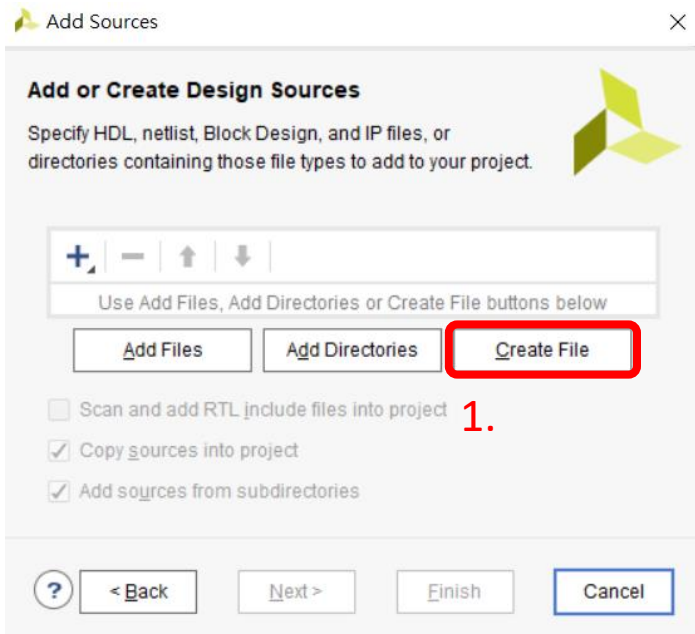 Add Sources
Add or Create Design Sources
Specify HDL, netlist, Block Design, and IP files, or
directories containing those file types to add to your project.
Use Add Files, Add Directories or Create File buttons below
Add Files
Add Directories
Create File
Scan and add RTL include files into project
1.
Copy sources into project
Add sources from subdirectories
?
< Back
Next >
Finish
Cancel